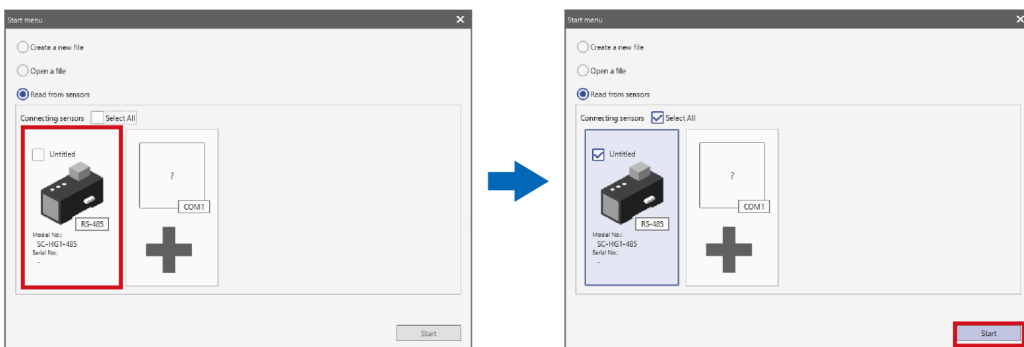 Start menu
Create a new file
Open a file
Read from sensors
Connecting sensors Select All
Untitled
?
COM1
RS-485
Model No.:
SC-HG1-485
Serial No.:
-
Start
Start menu
Create a new file
Open a file
Read from sensors
Connecting sensors Select All
Untitled
?
COM1
RS-485
Model No.:
SC-HG1-485
Serial No.:
-
Start